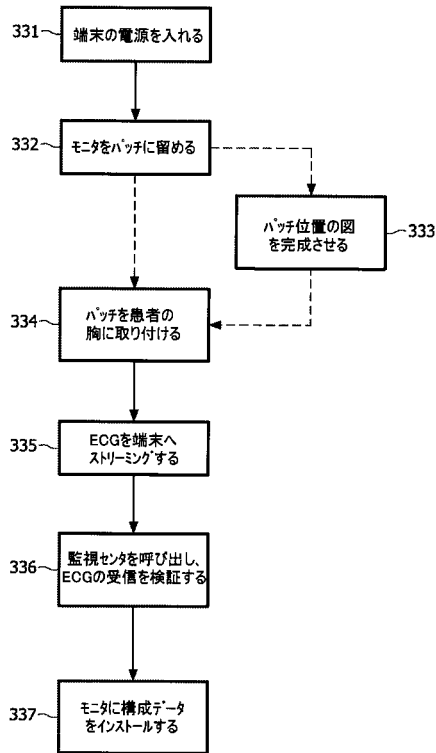 331
端末の電源を入れる
332
モニタをパッチに留める
パッチ位置の図
を完成させる
333
334
パッチを患者の
胸に取り付ける
335
ECGを端末へ
ストリーミングする
336
監視センタを呼び出し、
ECGの受信を検証する
337
モニタに構成データ
をインストールする